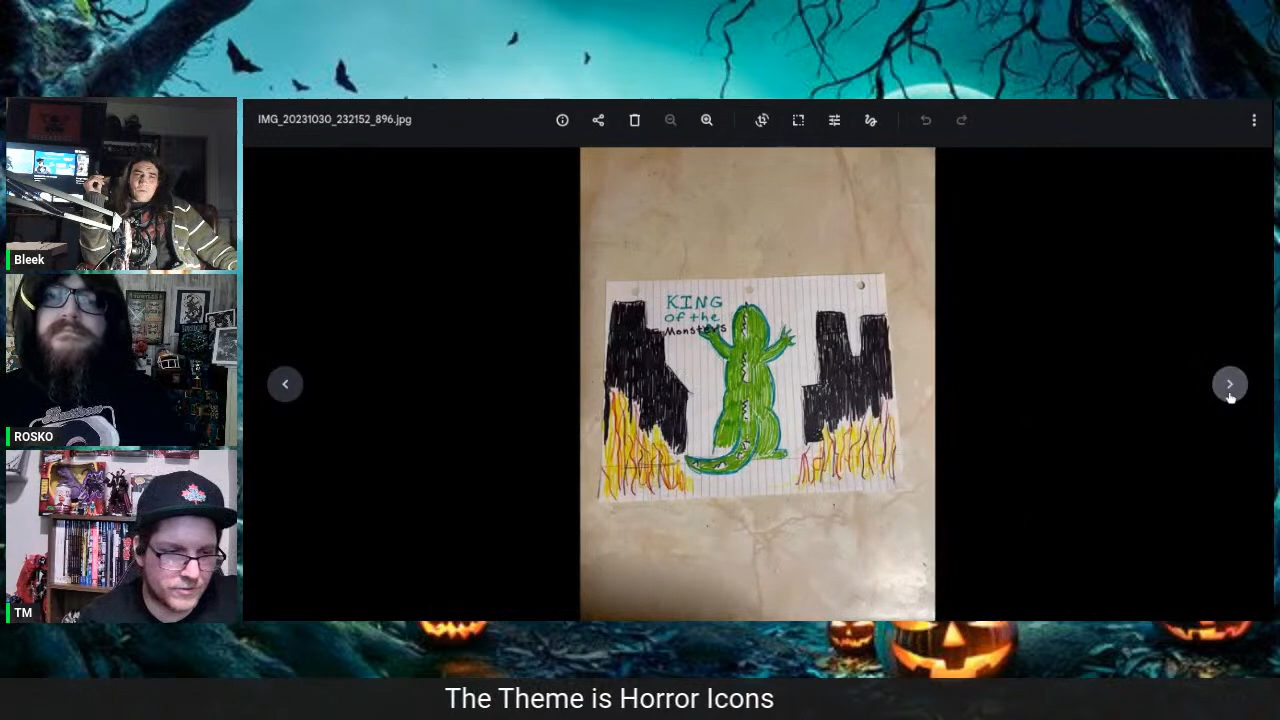 IMG_20231030_232152_896.jpg
KING
Of the
Monsters
Bleek
ROSKO
TM
The Theme is Horror Icons